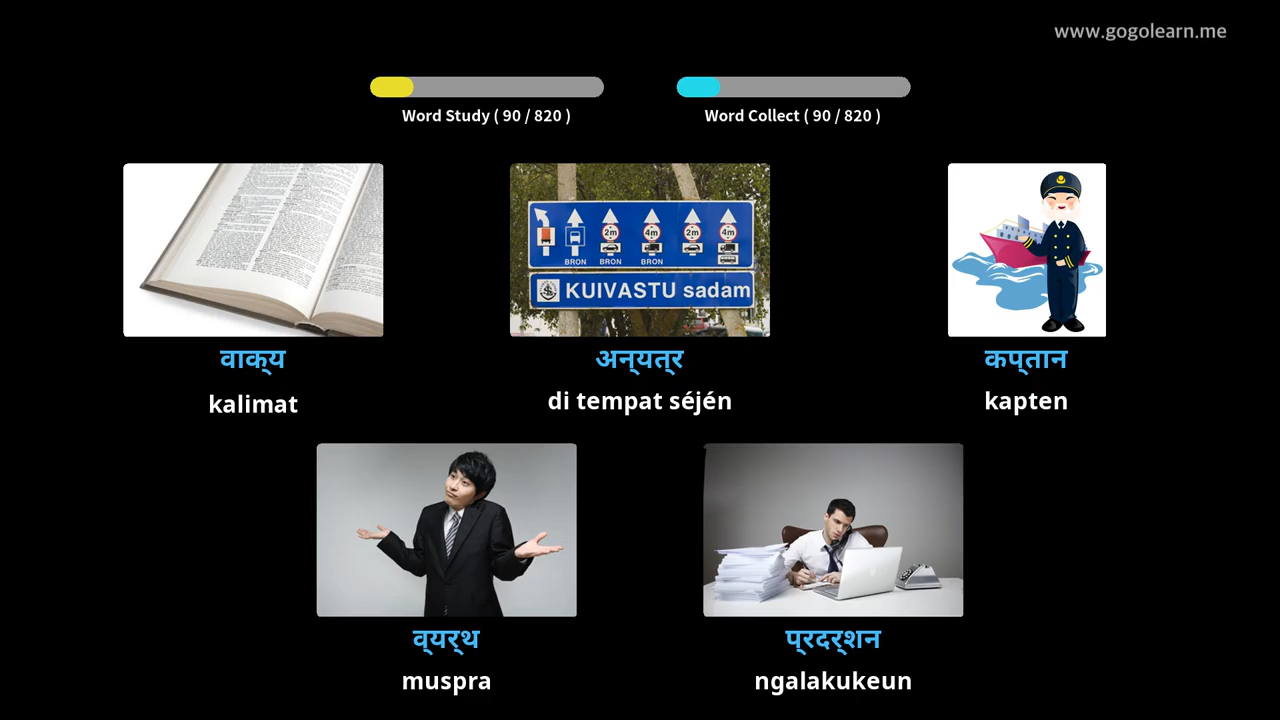 www.gogolearn.me
Word Study ( 90 / 820 )
Word Collect ( 90 / 820 )
BRON
BRON
BRON
2m
4m
2m
4m
KUIVASTU sadam
वाक्य
अन्यत्र
कप्तान
kalimat
di tempat séjén
kapten
व्यर्थ
प्रदर्शन
muspra
ngalakukeun